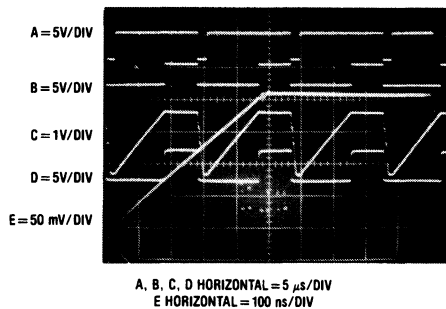 A=5V/DIV
B=5V/DIV
C=1V/DIV
D=5V/DIV
E=50 mV/DIV
A, B, C, D HORIZONTAL=5 µs/DIV
E HORIZONTAL=100 ns/DIV